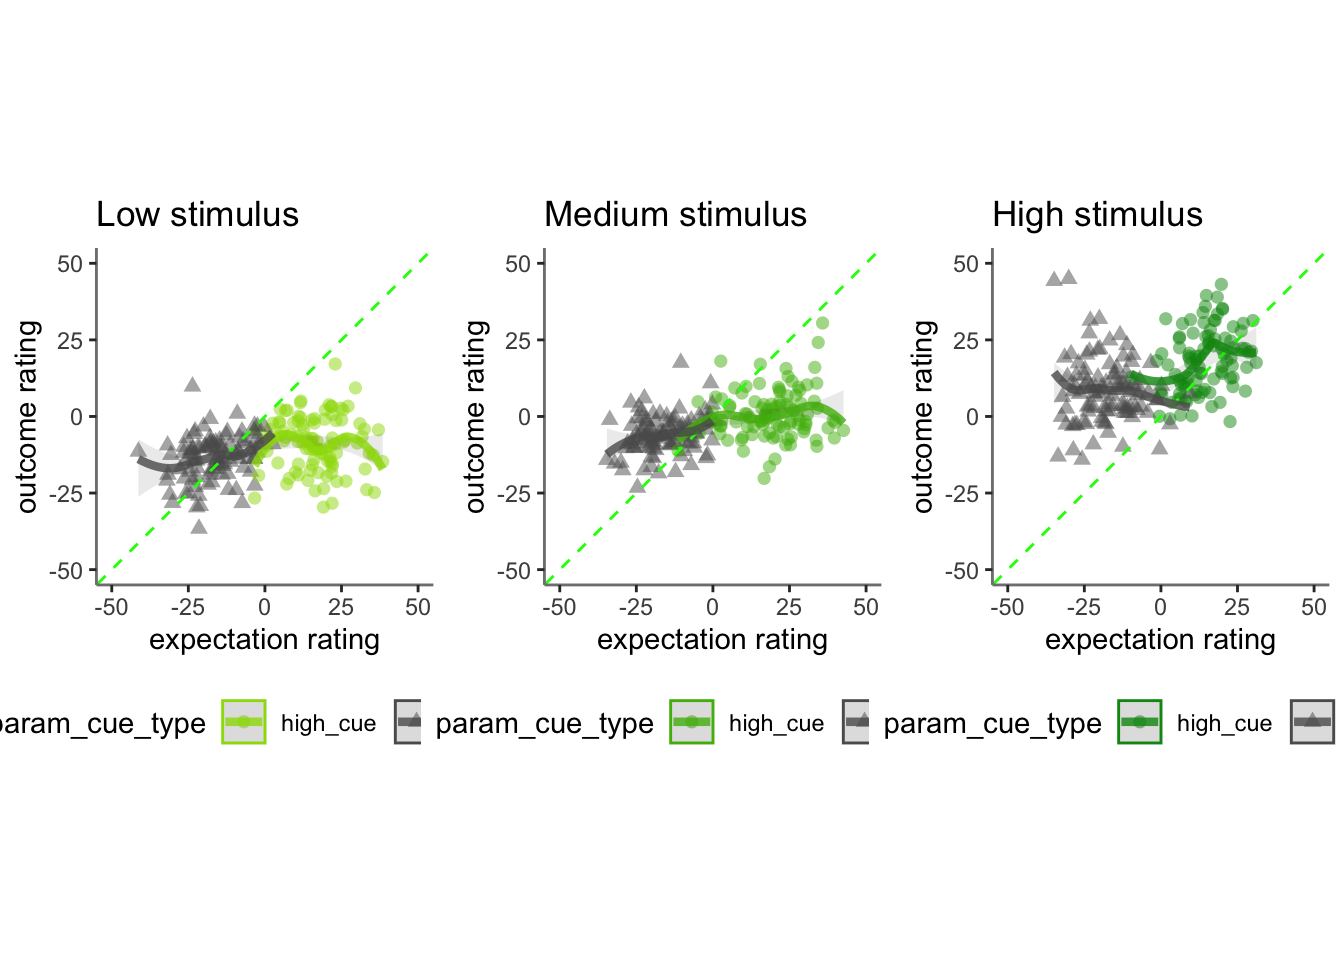 Low stimulus
50
25
0
-25
-50
-50 -25 0 25 50
outcome rating
expectation rating
param_cue_type high_cue
Medium stimulus
50
25
0
-25
-50
-50 -25 0 25 50
outcome rating
expectation rating
param_cue_type high_cue
High stimulus
50
25
0
-25
-50
-50 -25 0 25 50
outcome rating
expectation rating
param_cue_type high_cue